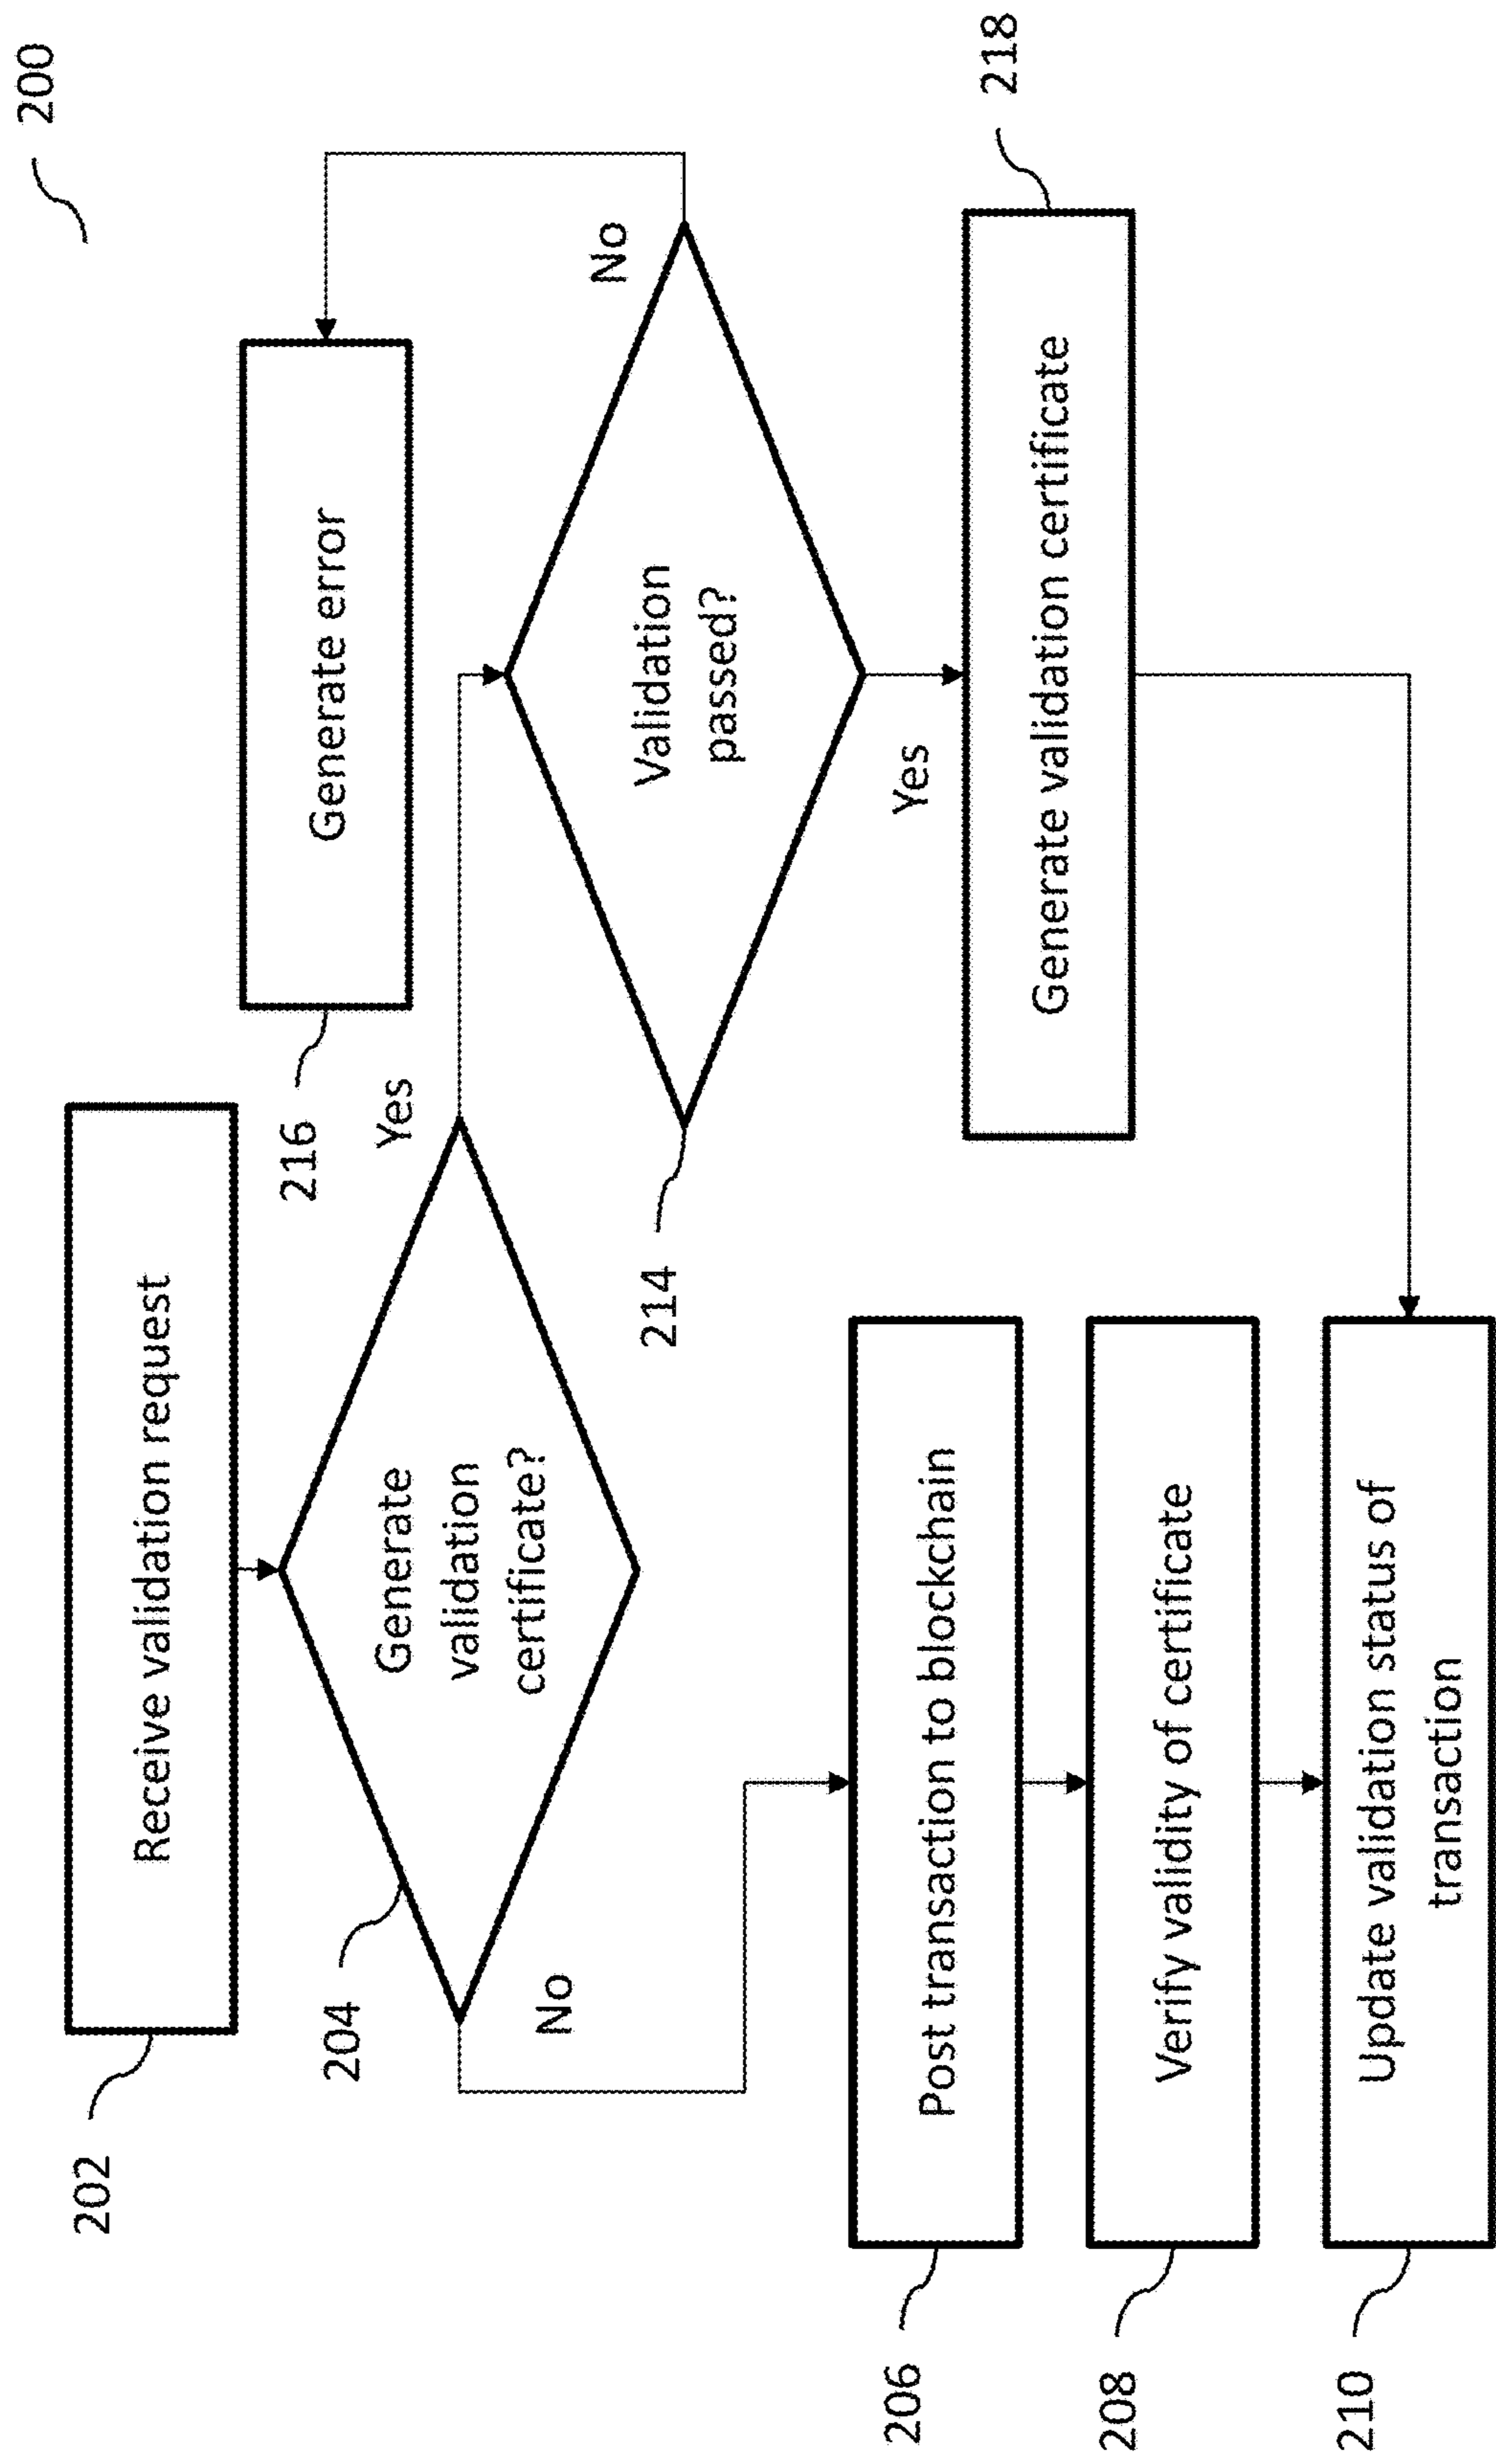 200
202
Receive validation request
204
Generate
validation
certificate?
Yes
No
216
Generate error
214
Validation
passed?
No
Yes
206
Post transaction to blockchain
218
Generate validation certificate
208
Verify validity of certificate
210
Update validation status of
transaction